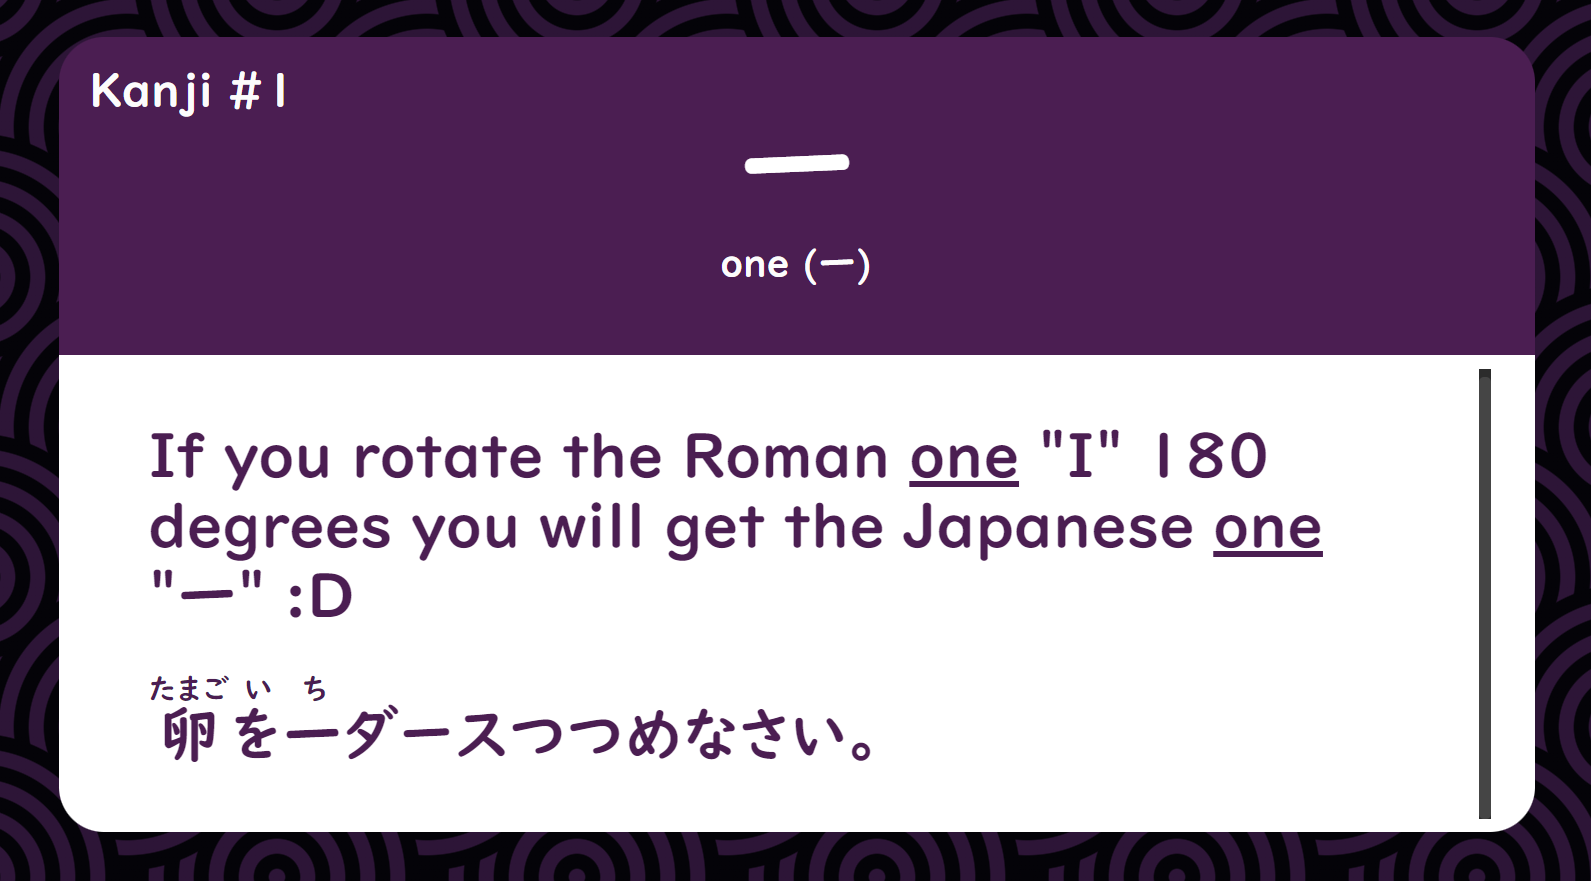 Kanji #1
一
one (一)
If you rotate the Roman one "I" 180
degrees you will get the Japanese one
"一" :D
たまご い ち
卵を一ダースつつめなさい。